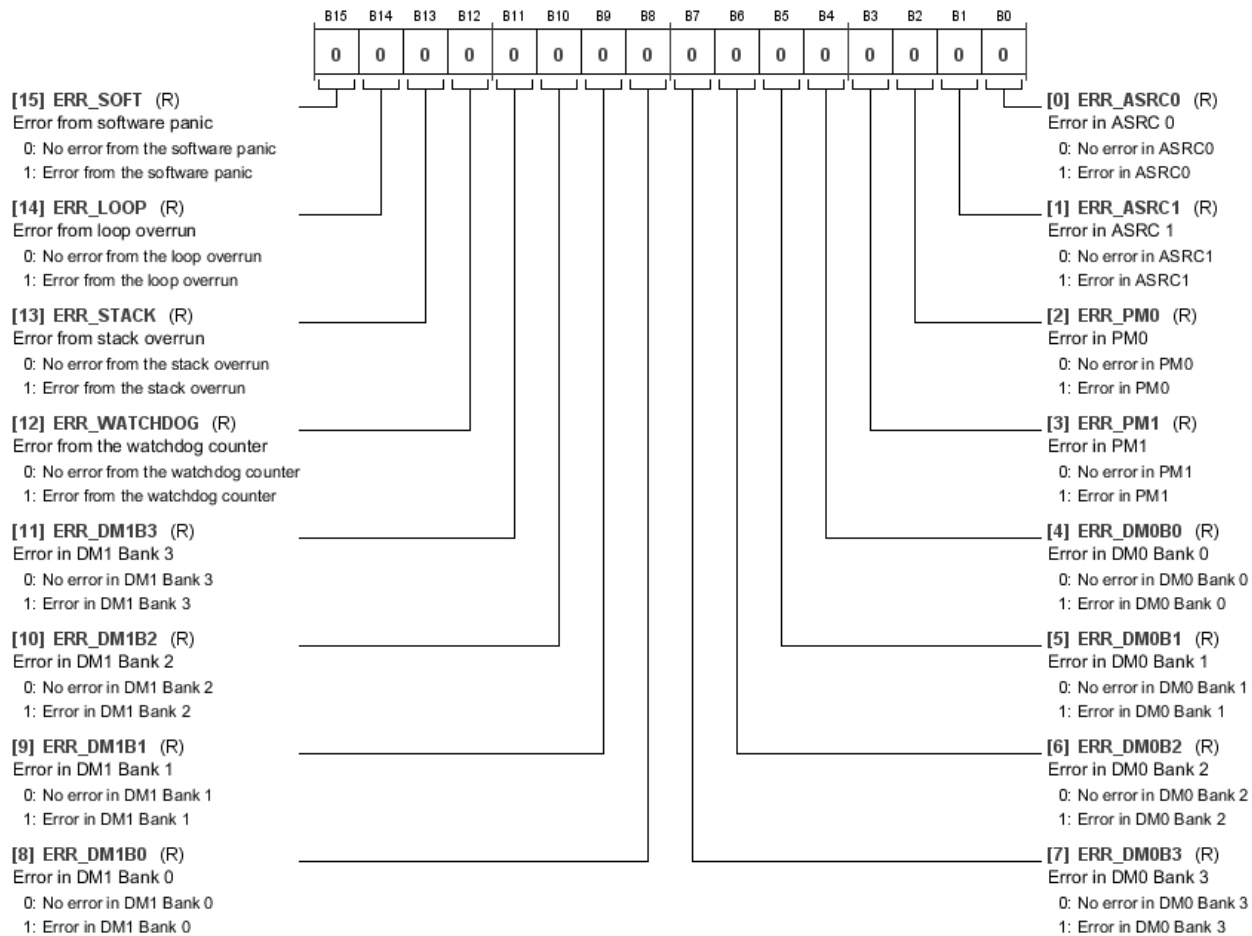 B15 B14 B13 B12 B11 B10 B9 B8 B7 B6 B5 B4 B3 B2 B1 B0
0 0 0 0 0 0 0 0 0 0 0 0 0 0 0 0
[15] ERR_SOFT (R)
Error from software panic
0: No error from the software panic
1: Error from the software panic
[14] ERR_LOOP (R)
Error from loop overrun
0: No error from the loop overrun
1: Error from the loop overrun
[13] ERR_STACK (R)
Error from stack overrun
0: No error from the stack overrun
1: Error from the stack overrun
[12] ERR_WATCHDOG (R)
Error from the watchdog counter
0: No error from the watchdog counter
1: Error from the watchdog counter
[11] ERR_DM1B3 (R)
Error in DM1 Bank 3
0: No error in DM1 Bank 3
1: Error in DM1 Bank 3
[10] ERR_DM1B2 (R)
Error in DM1 Bank 2
0: No error in DM1 Bank 2
1: Error in DM1 Bank 2
[9] ERR_DM1B1 (R)
Error in DM1 Bank 1
0: No error in DM1 Bank 1
1: Error in DM1 Bank 1
[8] ERR_DM1B0 (R)
Error in DM1 Bank 0
0: No error in DM1 Bank 0
1: Error in DM1 Bank 0
[0] ERR_ASRC0 (R)
Error in ASRC 0
0: No error in ASRC0
1: Error in ASRC0
[1] ERR_ASRC1 (R)
Error in ASRC 1
0: No error in ASRC1
1: Error in ASRC1
[2] ERR_PM0 (R)
Error in PM0
0: No error in PM0
1: Error in PM0
[3] ERR_PM1 (R)
Error in PM1
0: No error in PM1
1: Error in PM1
[4] ERR_DM0B0 (R)
Error in DM0 Bank 0
0: No error in DM0 Bank 0
1: Error in DM0 Bank 0
[5] ERR_DM0B1 (R)
Error in DM0 Bank 1
0: No error in DM0 Bank 1
1: Error in DM0 Bank 1
[6] ERR_DM0B2 (R)
Error in DM0 Bank 2
0: No error in DM0 Bank 2
1: Error in DM0 Bank 2
[7] ERR_DM0B3 (R)
Error in DM0 Bank 3
0: No error in DM0 Bank 3
1: Error in DM0 Bank 3